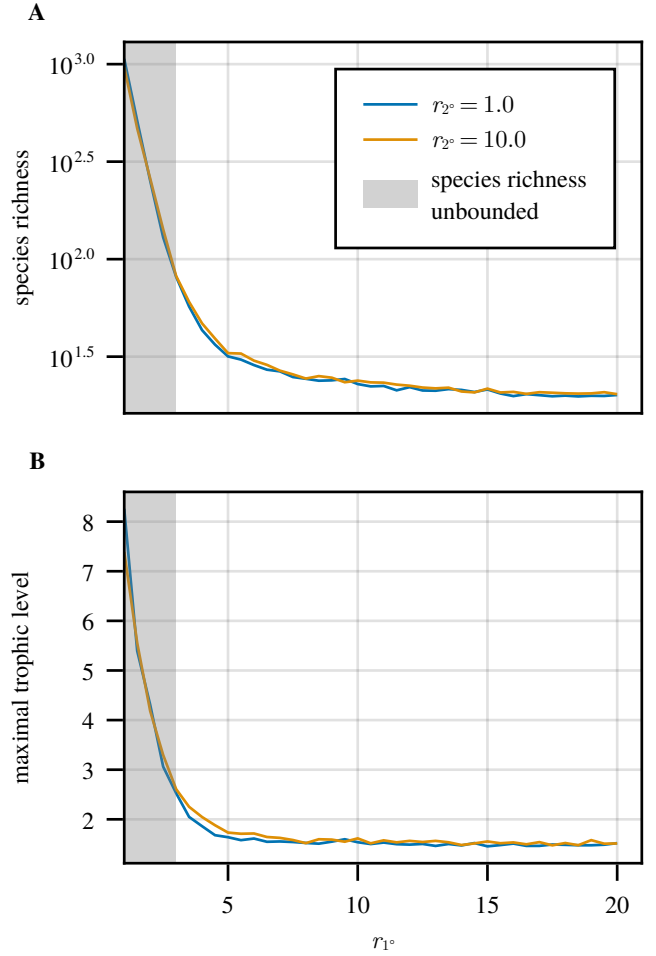 A
species richness
10^3.0
10^2.5
10^2.0
10^1.5
r_2° = 1.0
r_2° = 10.0
species richness
unbounded
B
maximal trophic level
8
7
6
5
4
3
2
5
10
15
20
r_1°